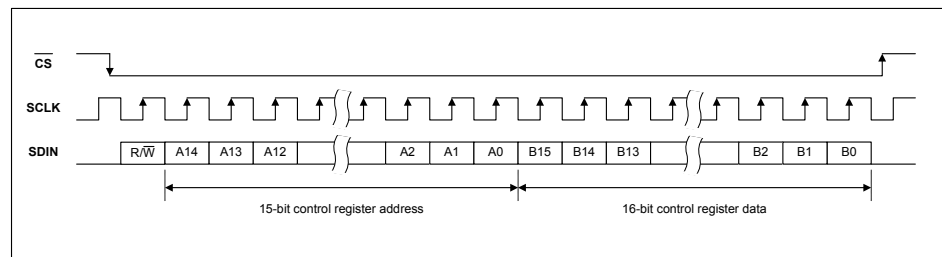 CS
SCLK
SDIN R/W A14 A13 A12 A2 A1 A0 B15 B14 B13 B2 B1 B0
15-bit control register address 16-bit control register data